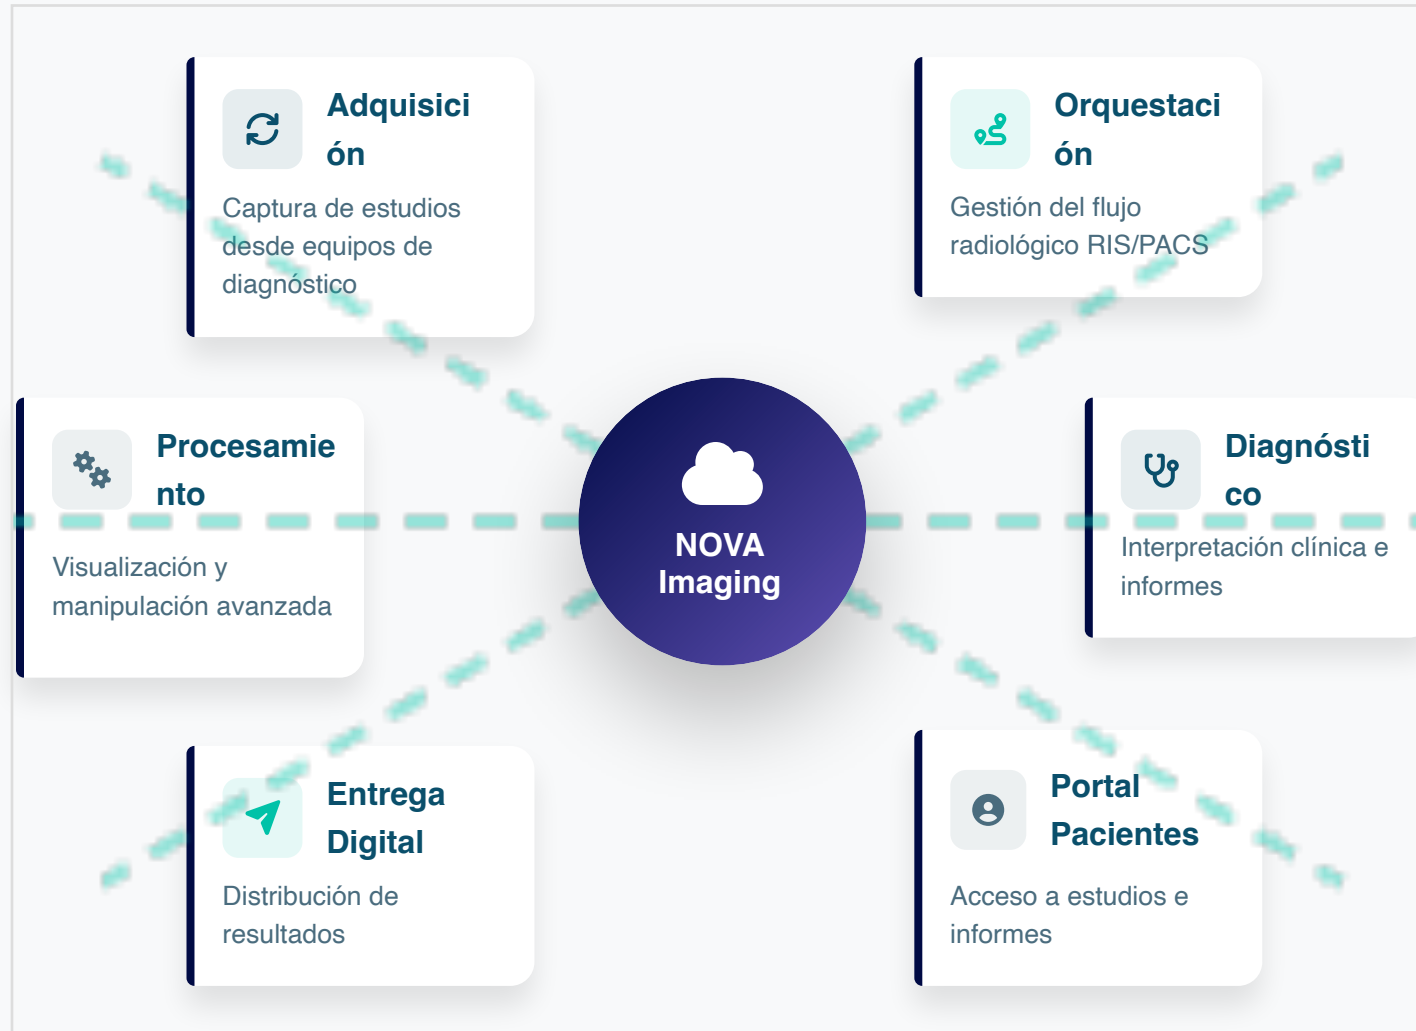 Adquisici
ón
Captura de estudios
desde equipos de
diagnóstico
Orquestaci
ón
Gestión del flujo
radiológico RIS/PACS
Procesamie
nto
Visualización y
manipulación avanzada
NOVA
Imaging
Diagnósti
co
Interpretación clínica e
informes
Entrega
Digital
Distribución de
resultados
Portal
Pacientes
Acceso a estudios e
informes